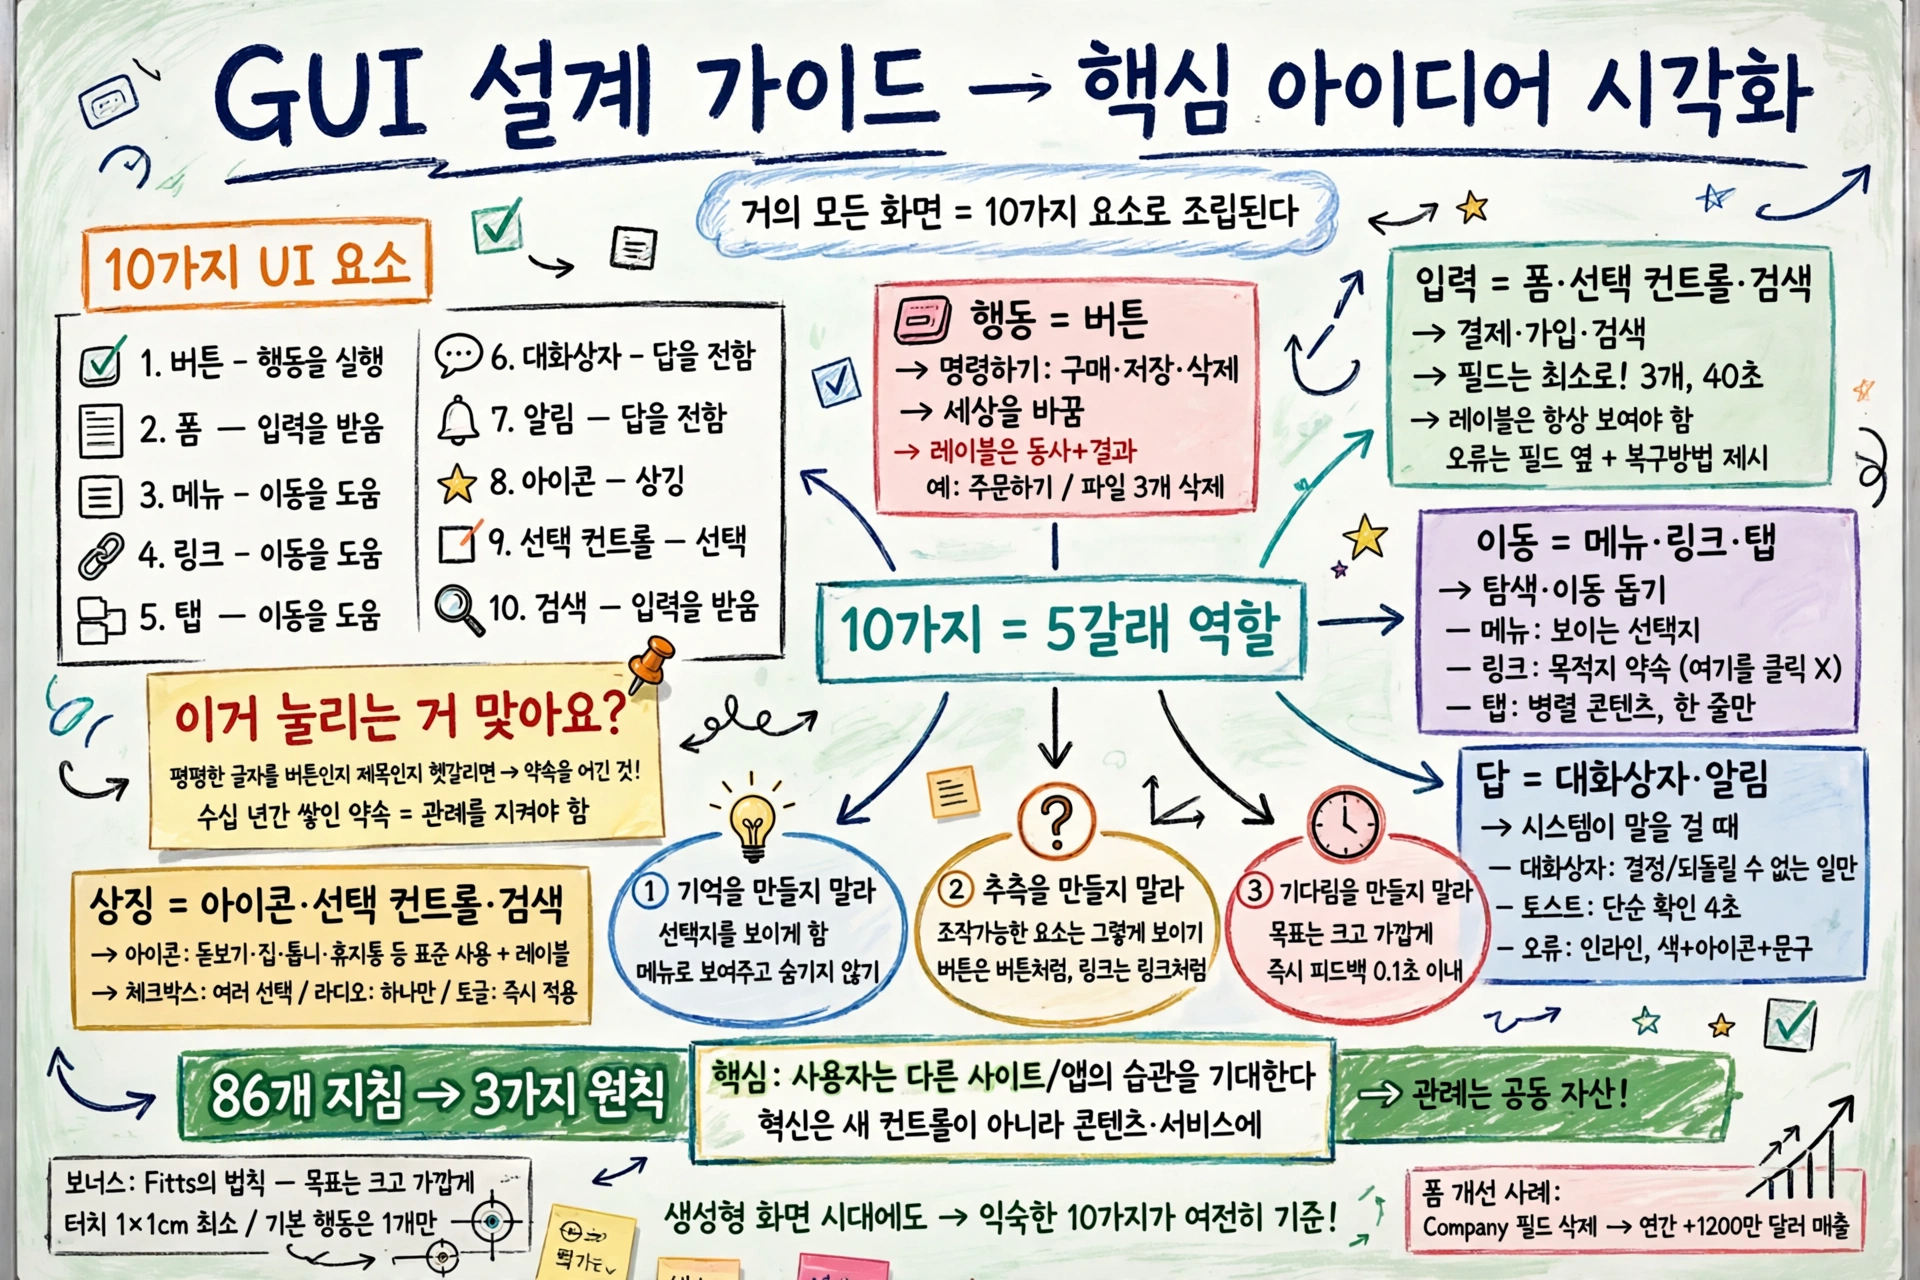 GUI 설계 가이드 → 핵심 아이디어 시각화
거의 모든 화면 = 10가지 요소로 조립된다
10가지 UI 요소
1. 버튼 – 행동을 실행
2. 폼 — 입력을 받움
3. 메뉴 – 이동을 도움
4. 링크 – 이동을 도움
5. 탭 — 이동을 도움
6. 대화상자 – 답을 전함
7. 알림 — 답을 전함
8. 아이콘 — 상깅
9. 선택 컨트롤 — 선택
10. 검색 — 입력을 받움
행동 = 버튼
→ 명령하기: 구매·저장·삭제
→ 세상을 바꿈
→ 레이블은 동사+결과
예: 주문하기 / 파일 3개 삭제
입력 = 폼·선택 컨트롤·검색
→ 결제·가입·검색
→ 필드는 최소로! 3개, 40초
→ 레이블은 항상 보여야 함
오류는 필드 옆 + 복구방법 제시
10가지 = 5갈래 역할
이동 = 메뉴·링크·탭
→ 탐색·이동 돕기
— 메뉴: 보이는 선택지
— 링크: 목적지 약속 (여기를 클릭 X)
— 탭: 병렬 콘텐츠, 한 줄만
이거 눌리는 거 맞아요?
평평한 글자를 버튼인지 제목인지 헷갈리면 → 약속을 어긴 것!
수십 년간 쌓인 약속 = 관례를 지켜야 함
답 = 대화상자·알림
→ 시스템이 말을 걸 때
— 대화상자: 결정/되돌릴 수 없는 일만
— 토스트: 단순 확인 4초
— 오류: 인라인, 색+아이콘+문구
상징 = 아이콘·선택 컨트롤·검색
→ 아이콘: 돋보기·집·톱니·휴지통 등 표준 사용 + 레이블
→ 체크박스: 여러 선택 / 라디오: 하나만 / 토글: 즉시 적용
① 기억을 만들지 말라
선택지를 보이게 함
메뉴로 보여주고 숨기지 않기
?
② 추측을 만들지 말라
조작가능한 요소는 그렇게 보이기
버튼은 버튼처럼, 링크는 링크처럼
③ 기다림을 만들지 말라
목표는 크고 가깝게
즉시 피드백 0.1초 이내
86개 지침 → 3가지 원칙
핵심: 사용자는 다른 사이트/앱의 습관을 기대한다
혁신은 새 컨트롤이 아니라 콘텐츠·서비스에
→ 관례는 공동 자산!
보너스: Fitts의 법칙 — 목표는 크고 가깝게
터치 1×1cm 최소 / 기본 행동은 1개만
생성형 화면 시대에도 → 익숙한 10가지가 여전히 기준!
폼 개선 사례:
Company 필드 삭제 → 연간 +1200만 달러 매출